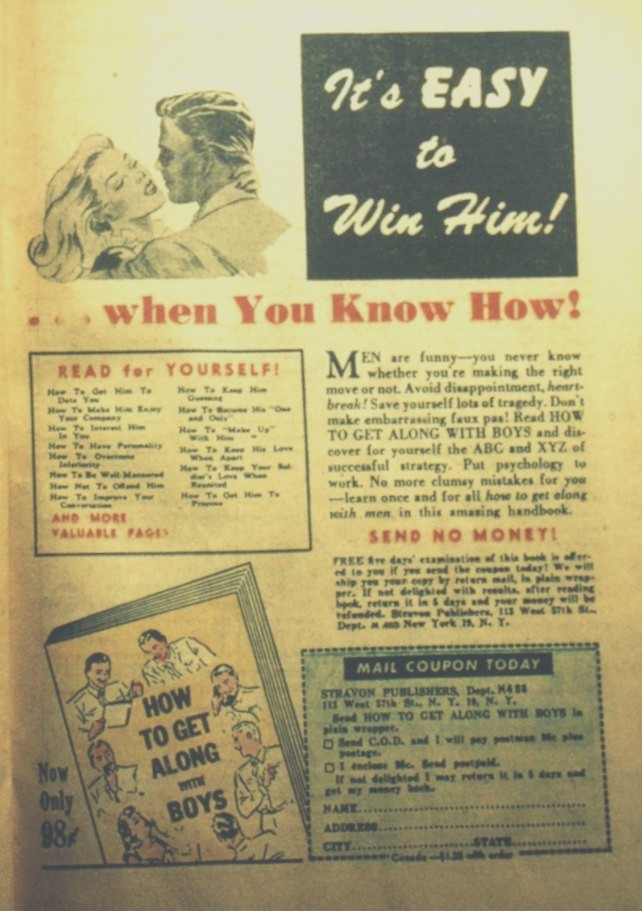 It's EASY
to
Win Him!
. . . when You Know How!
READ for YOURSELF!
How To Get Him To
Date You
How To Make Him Enjoy
Your Company
How To Interest Him
In You
How To Have Personality
How To Overcome
Inferiority
How To Be Well-Mannered
How Not To Offend Him
How To Improve Your
Conversation
AND MORE
VALUABLE PAGES
How To Keep Him
Guessing
How To Become His "One
and Only"
How To "Make Up"
With Him
How To Keep His Love
When Apart
How To Keep Your Sol-
dier's Love When
Reunited
How To Get Him To
Propose
MEN are funny—you never know
whether you're making the right
move or not. Avoid disappointment, heart-
break! Save yourself lots of tragedy. Don't
make embarrassing faux pas! Read HOW
TO GET ALONG WITH BOYS and dis-
cover for yourself the ABC and XYZ of
successful strategy. Put psychology to
work. No more clumsy mistakes for you
—learn once and for all how to get along
with men, in this amazing handbook.
SEND NO MONEY!
FREE five days' examination of this book is offer-
ed to you if you send the coupon today! We will
ship you your copy by return mail, in plain wrap-
per. If not delighted with results, after reading
book, return it in 5 days and your money will be
refunded. Stravon Publishers, 113 West 57th St.,
Dept. New York 19, N. Y.
HOW
TO GET
ALONG
WITH
BOYS
Now
Only
98¢
MAIL COUPON TODAY
STRAVON PUBLISHERS, Dept.
113 West 57th St., N. Y. 19, N. Y.
Send HOW TO GET ALONG WITH BOYS in
plain wrapper.
□ Send C.O.D. and I will pay postman 98c plus
postage.
□ I enclose 98c. Send postpaid.
If not delighted I may return it in 5 days and
get my money back.
NAME
ADDRESS
CITY STATE
Canada—$1.25 with order